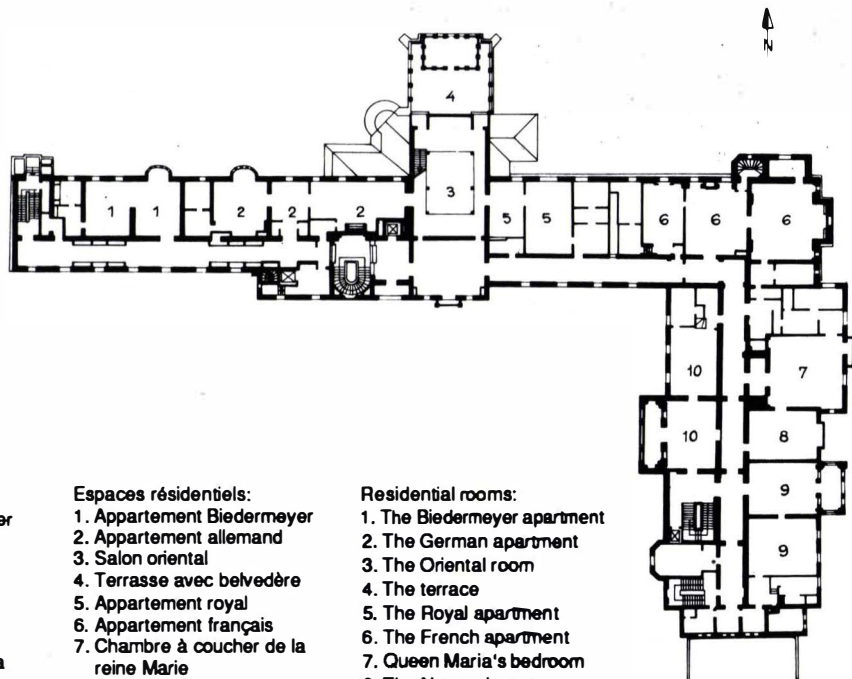 N
4
3
1
1
2
2
2
5
5
6
6
6
10
7
10
8
9
9
er
a
Espaces résidentiels:
1. Appartement Biedermeyer
2. Appartement allemand
3. Salon oriental
4. Terrasse avec belvedère
5. Appartement royal
6. Appartement français
7. Chambre à coucher de la
reine Marie
Residential rooms:
1. The Biedermeyer apartment
2. The German apartment
3. The Oriental room
4. The terrace
5. The Royal apartment
6. The French apartment
7. Queen Maria's bedroom